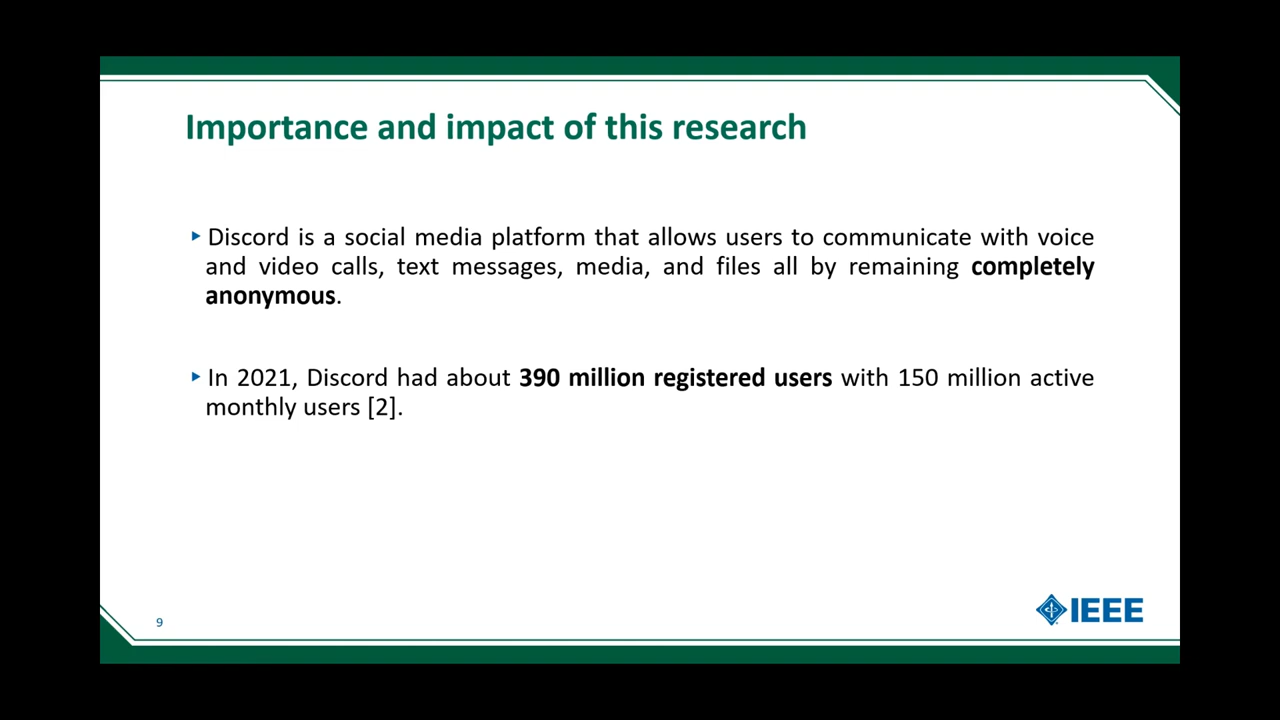 Importance and impact of this research
Discord is a social media platform that allows users to communicate with voice
and video calls, text messages, media, and files all by remaining completely
anonymous.
In 2021, Discord had about 390 million registered users with 150 million active
monthly users [2].
9
IEEE